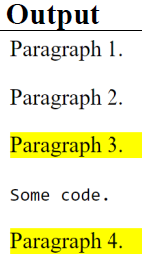 Output
Paragraph 1.
Paragraph 2.
Paragraph 3.
Some code.
Paragraph 4.